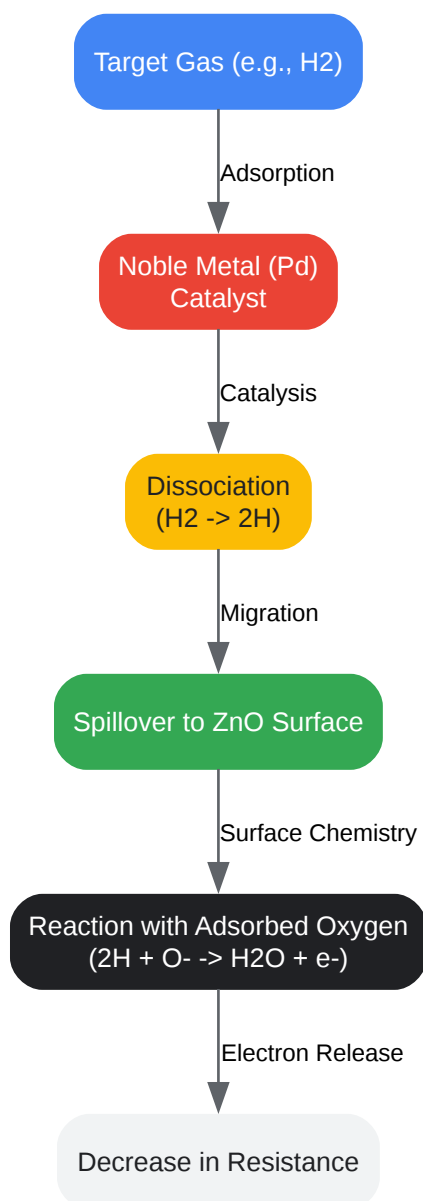 Target Gas (e.g., H2)
Adsorption
Noble Metal (Pd)
Catalyst
Catalysis
Dissociation
(H2 -> 2H)
Migration
Spillover to ZnO Surface
Surface Chemistry
Reaction with Adsorbed Oxygen
(2H + O- -> H2O + e-)
Electron Release
Decrease in Resistance